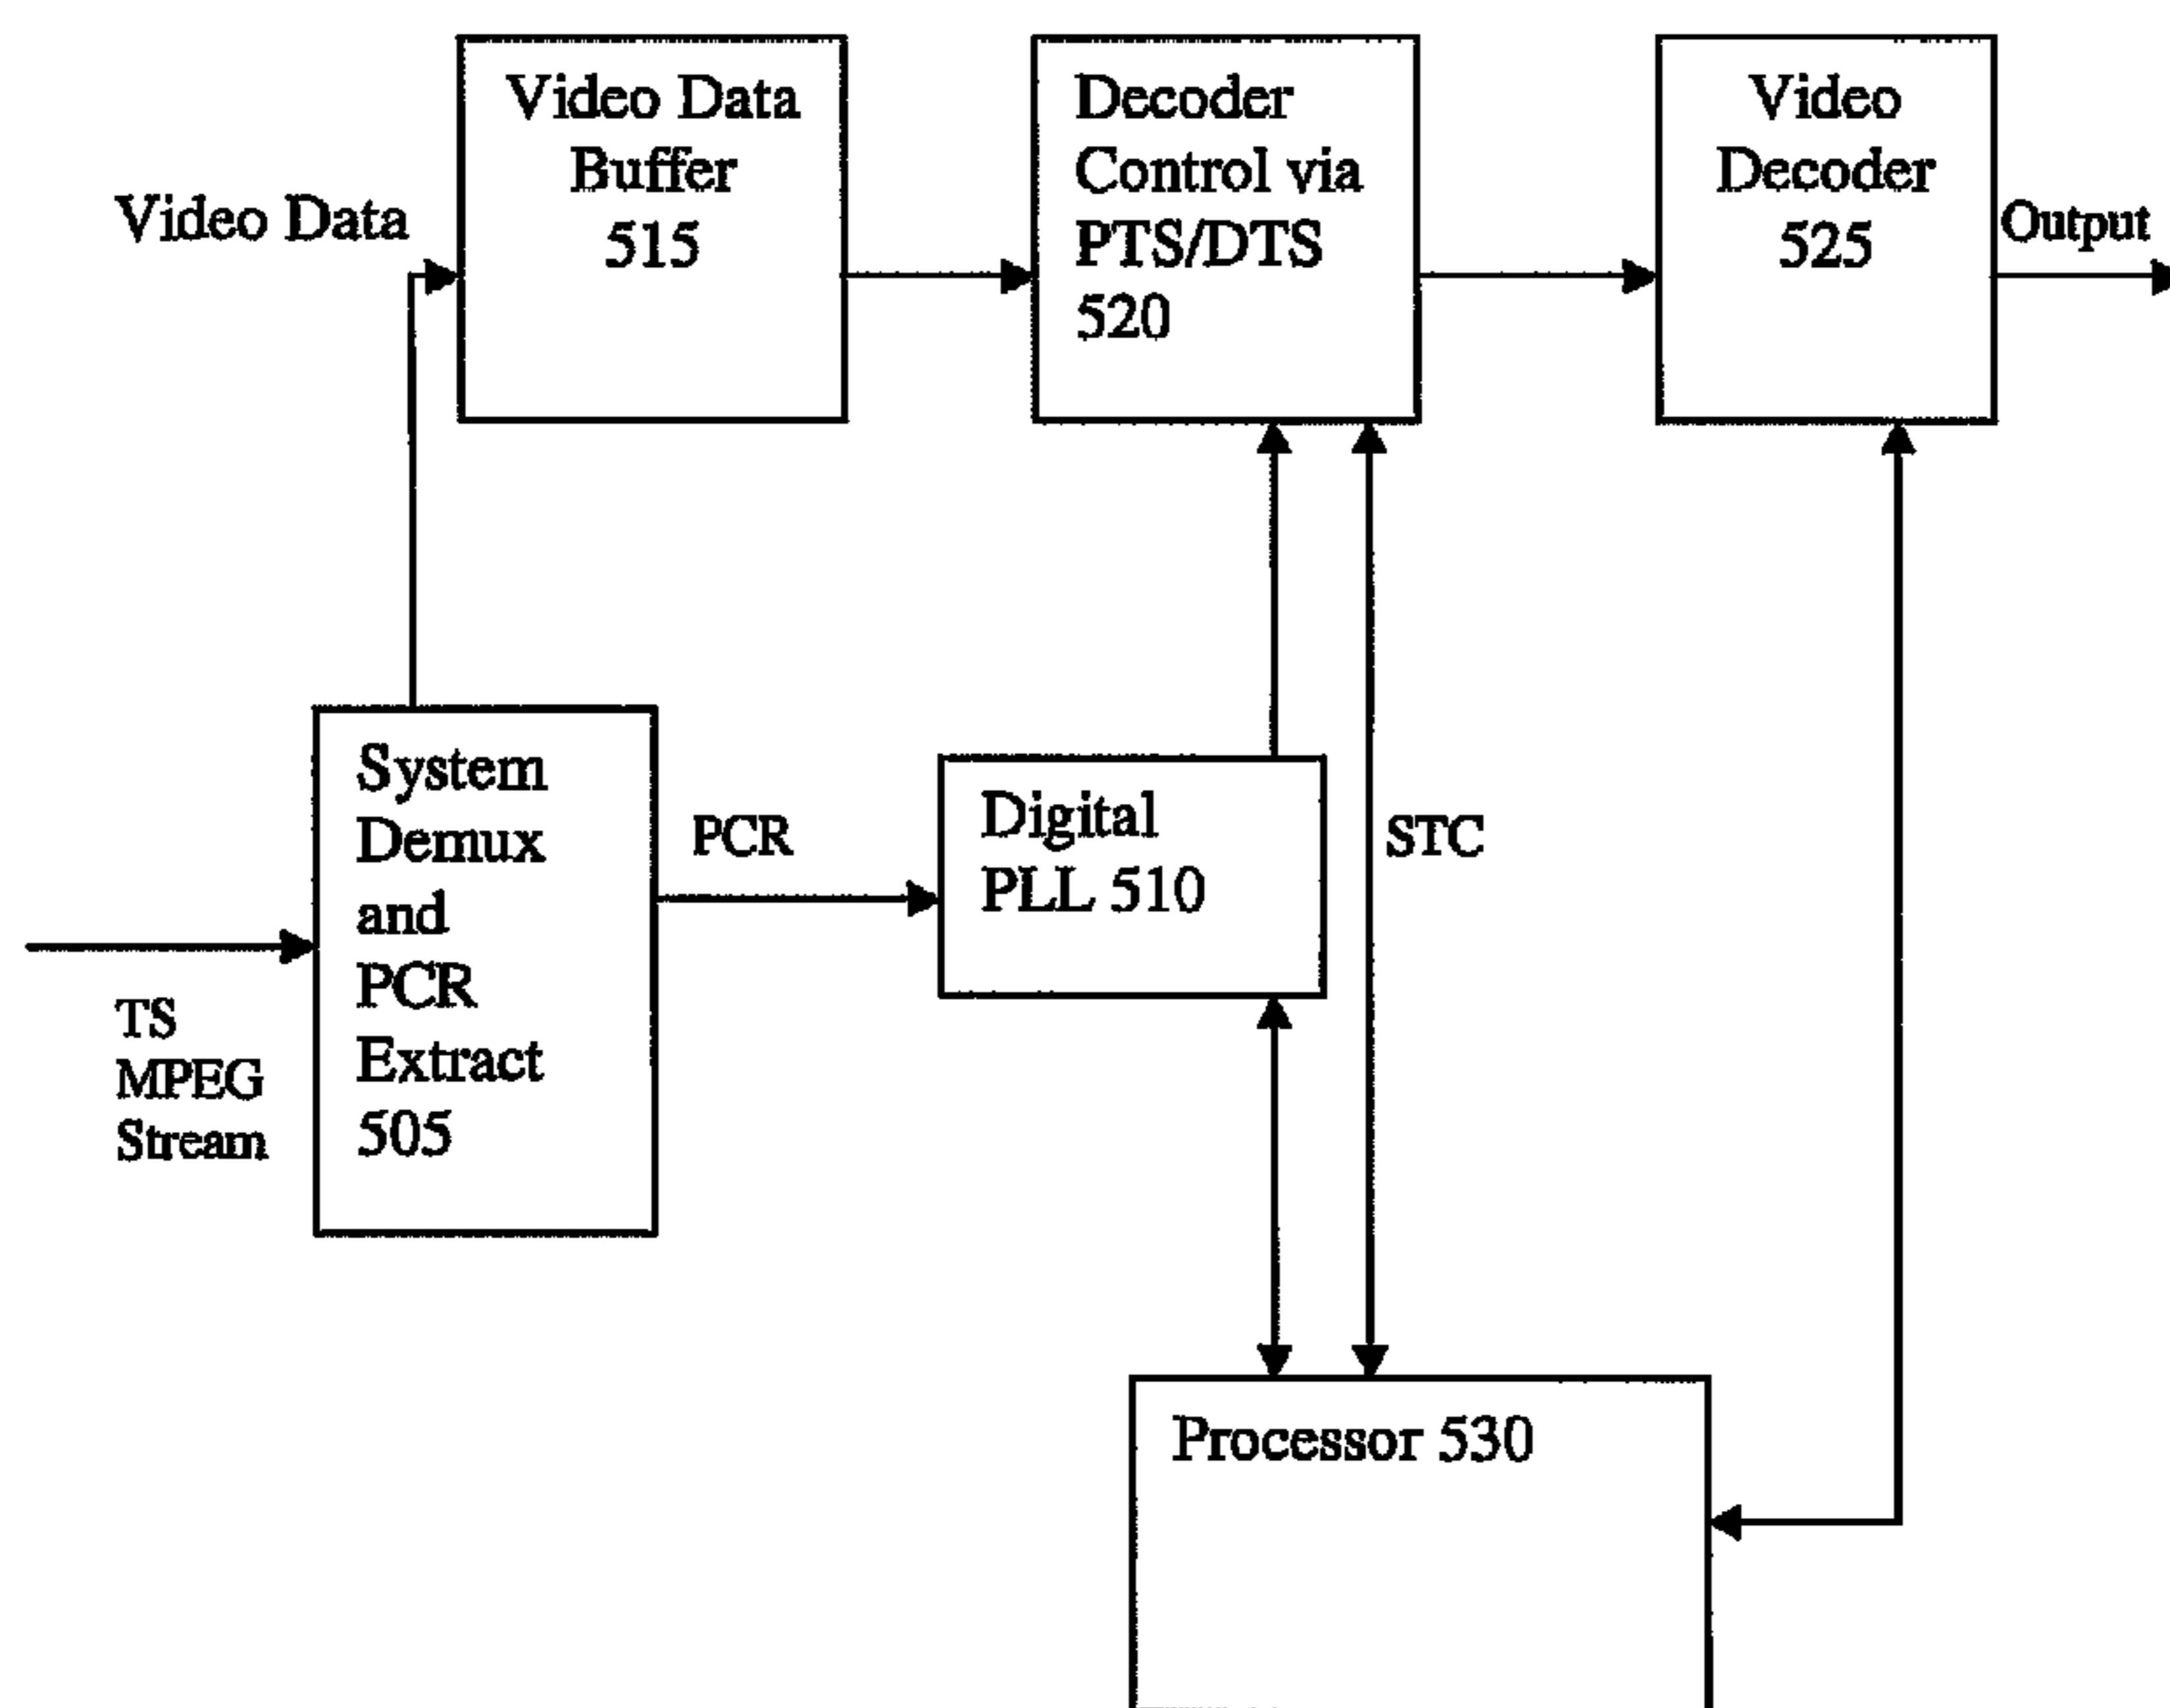 Video Data
Buffer
515
Decoder
Control via
PTS/DTS
520
Video
Decoder
525
Video Data
Output
System
Demux
and
PCR
Extract
505
PCR
Digital
PLL 510
STC
TS
MPEG
Stream
Processor 530